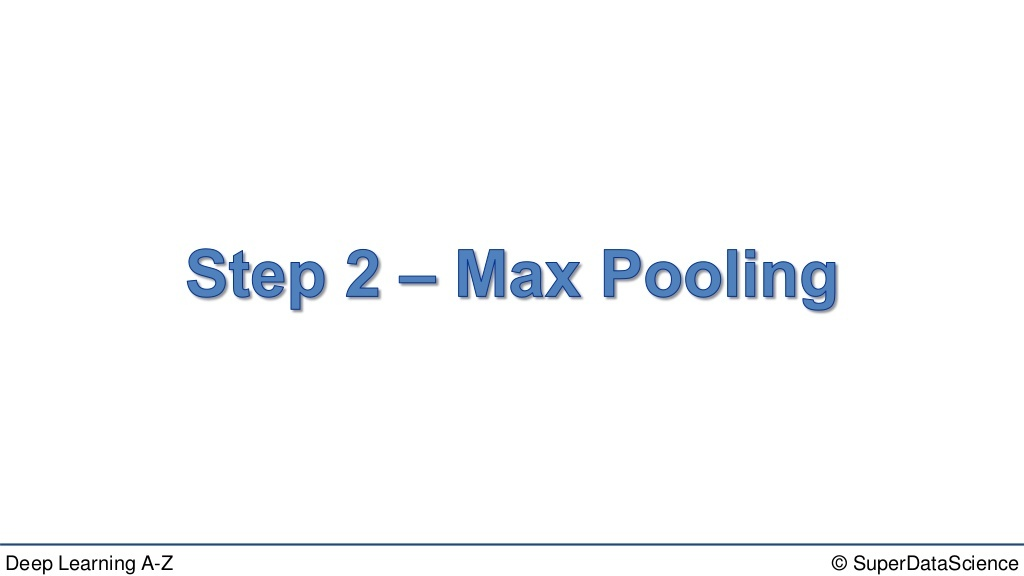 Step 2 – Max Pooling
Deep Learning A-Z
© SuperDataScience